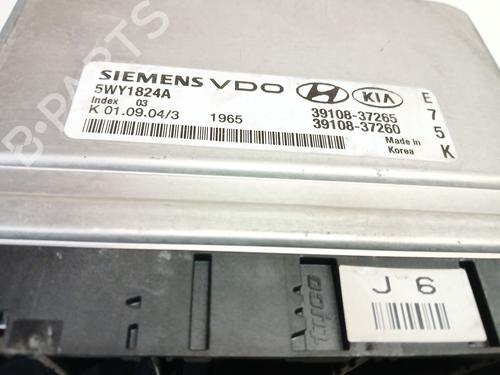 SIEMENS VDO HYUNDAI KIA
5WY1824A
Index 03
K 01.09.04/3 1965
39108-37265
39108-37260
Made in
Korea
E
7
5
K
J 6
tyco
B-PARTS